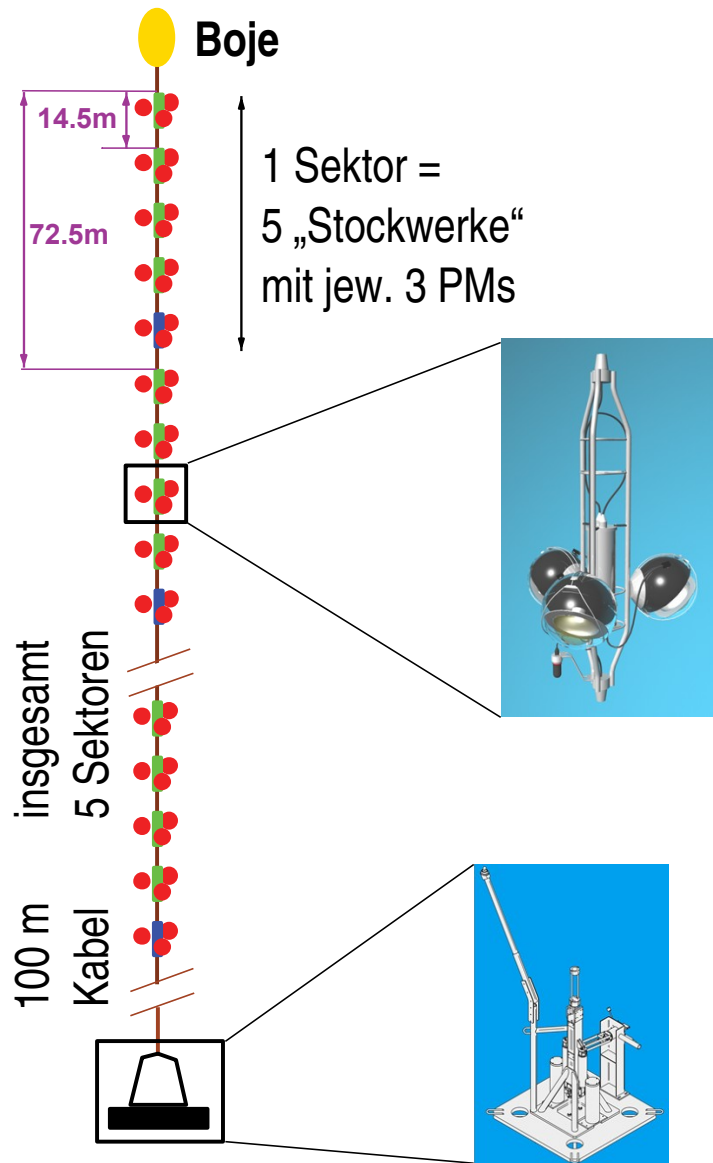 Boje
14.5m
72.5m
1 Sektor =
5 „Stockwerke“
mit jew. 3 PMs
insgesamt
5 Sektoren
100 m
Kabel